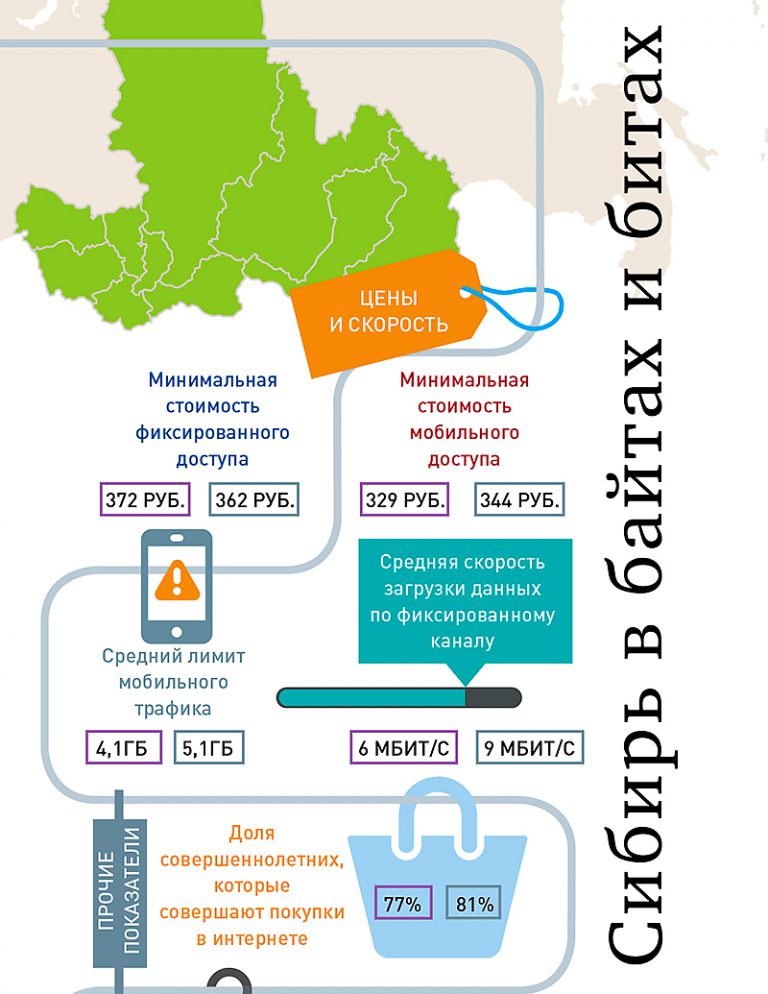 Сибирь в байтах и битах
ЦЕНЫ
И СКОРОСТЬ
Минимальная
стоимость
фиксированного
доступа
372 РУБ.
362 РУБ.
Минимальная
стоимость
мобильного
доступа
329 РУБ.
344 РУБ.
Средний лимит
мобильного
трафика
4,1ГБ
5,1ГБ
Средняя скорость
загрузки данных
по фиксированному
каналу
6 МБИТ/С
9 МБИТ/С
ПРОЧИЕ
ПОКАЗАТЕЛИ
Доля
совершеннолетних,
которые
совершают покупки
в интернете
77%
81%